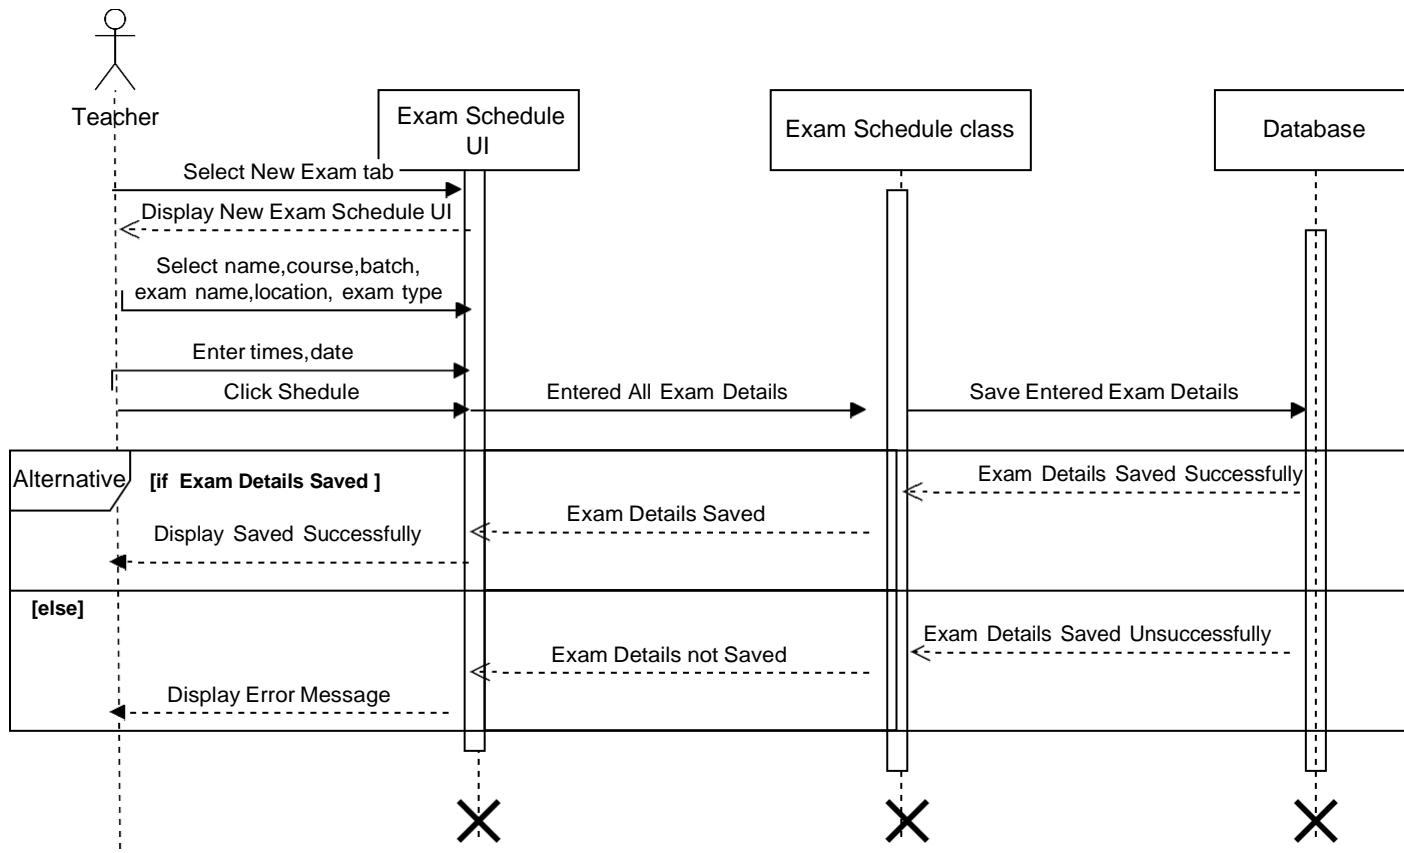 Teacher
Exam Schedule
UI
Exam Schedule class
Database
Select New Exam tab
Display New Exam Schedule UI
Select name,course,batch,
exam name,location, exam type
Enter times,date
Click Shedule
Entered All Exam Details
Save Entered Exam Details
Alternative
[if Exam Details Saved ]
Exam Details Saved Successfully
Exam Details Saved
Display Saved Successfully
[else]
Exam Details Saved Unsuccessfully
Exam Details not Saved
Display Error Message